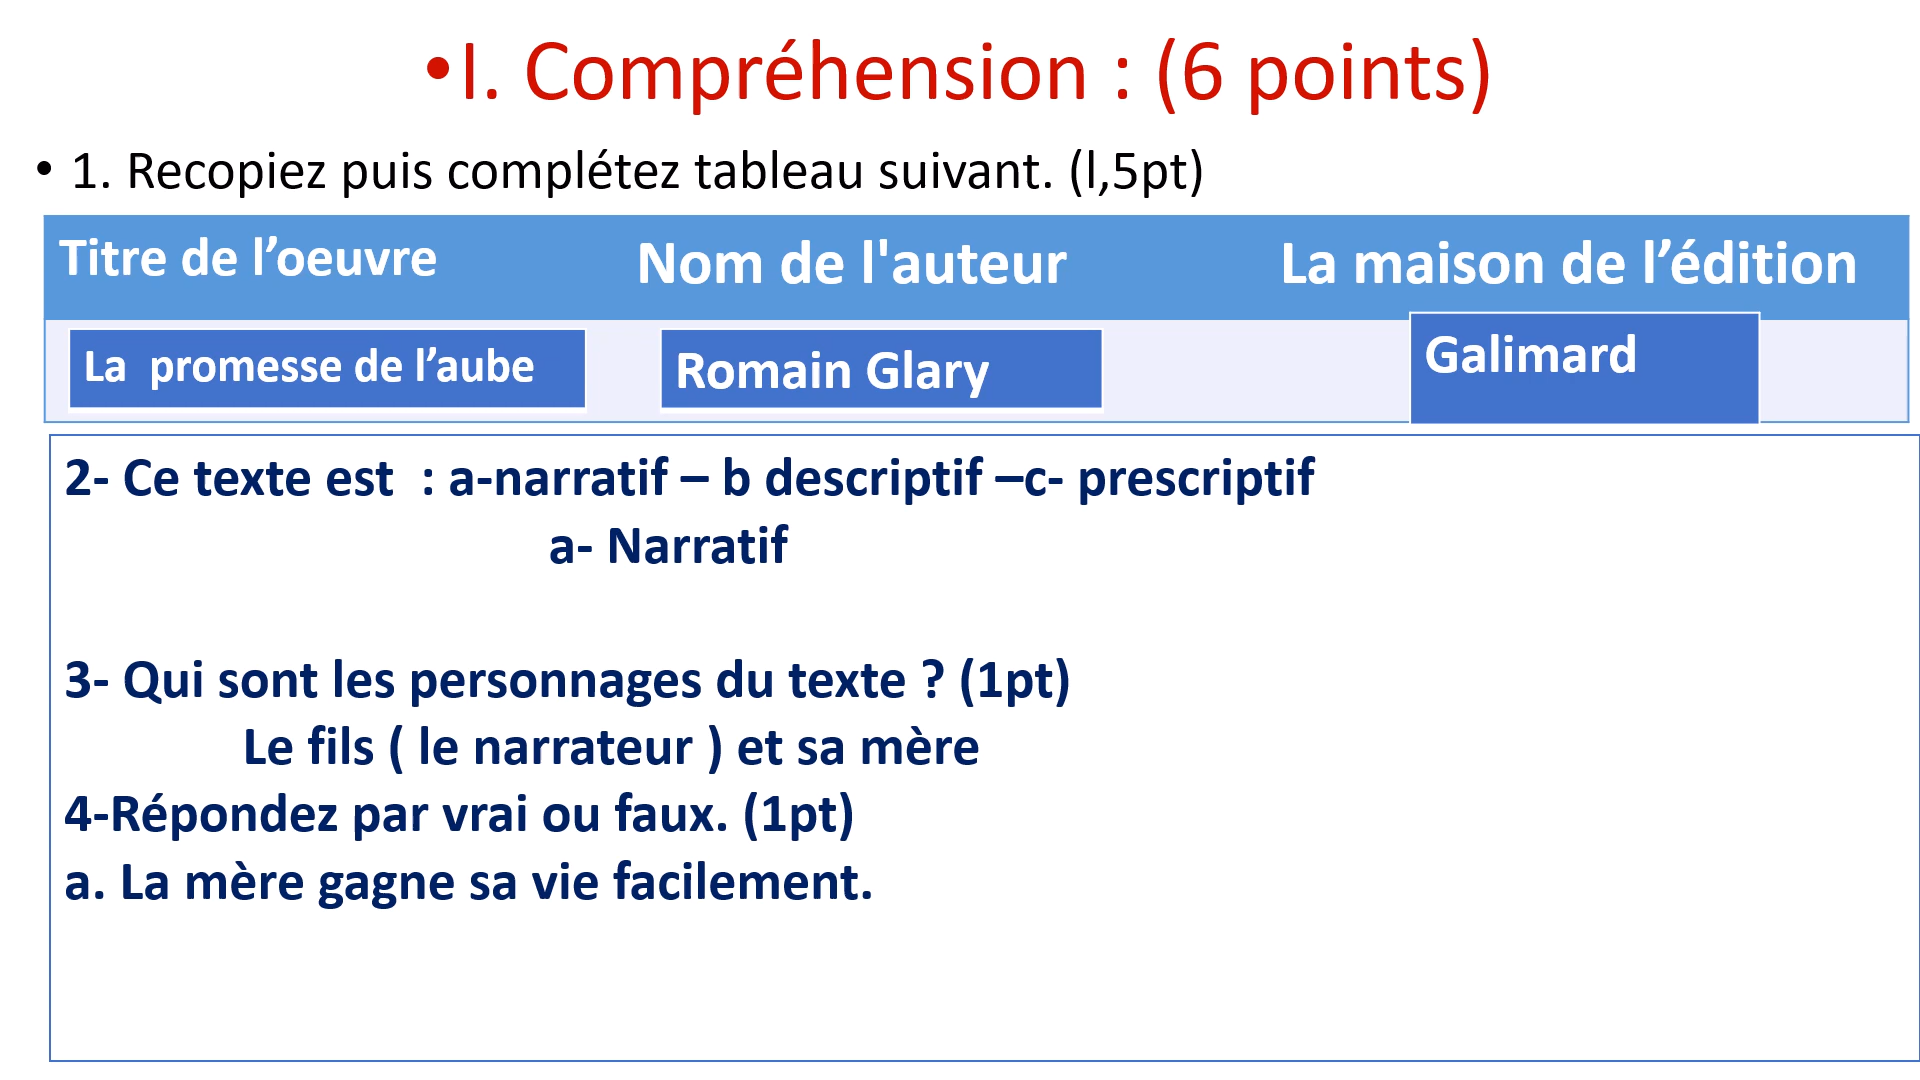 •I. Compréhension : (6 points)
• 1. Recopiez puis complétez tableau suivant. (l,5pt)
Titre de l’oeuvre Nom de l'auteur La maison de l’édition
La promesse de l’aube Romain Glary Galimard
2- Ce texte est : a-narratif – b descriptif –c- prescriptif
a- Narratif
3- Qui sont les personnages du texte ? (1pt)
Le fils ( le narrateur ) et sa mère
4-Répondez par vrai ou faux. (1pt)
a. La mère gagne sa vie facilement.